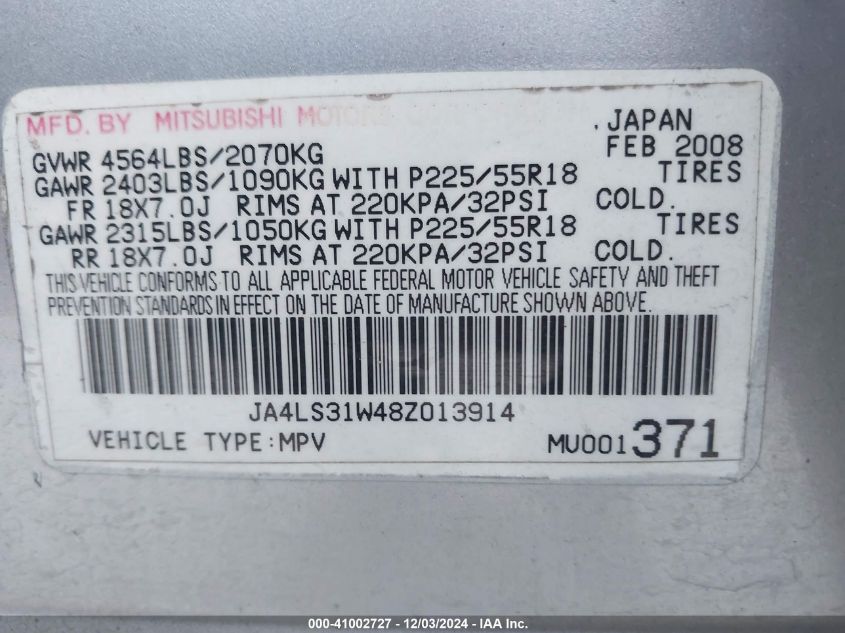 MFD. BY MITSUBISHI MOTORS . JAPAN
GVWR 4564LBS/2070KG FEB 2008
GAWR 2403LBS/1090KG WITH P225/55R18 TIRES
FR 18X7.0J RIMS AT 220KPA/32PSI COLD.
GAWR 2315LBS/1050KG WITH P225/55R18 TIRES
RR 18X7.0J RIMS AT 220KPA/32PSI COLD.
THIS VEHICLE CONFORMS TO ALL APPLICABLE FEDERAL MOTOR VEHICLE SAFETY AND THEFT
PREVENTION STANDARDS IN EFFECT ON THE DATE OF MANUFACTURE SHOWN ABOVE.
JA4LS31W48Z013914
VEHICLE TYPE:MPV MU001371
000-41002727 - 12/03/2024 - IAA Inc.